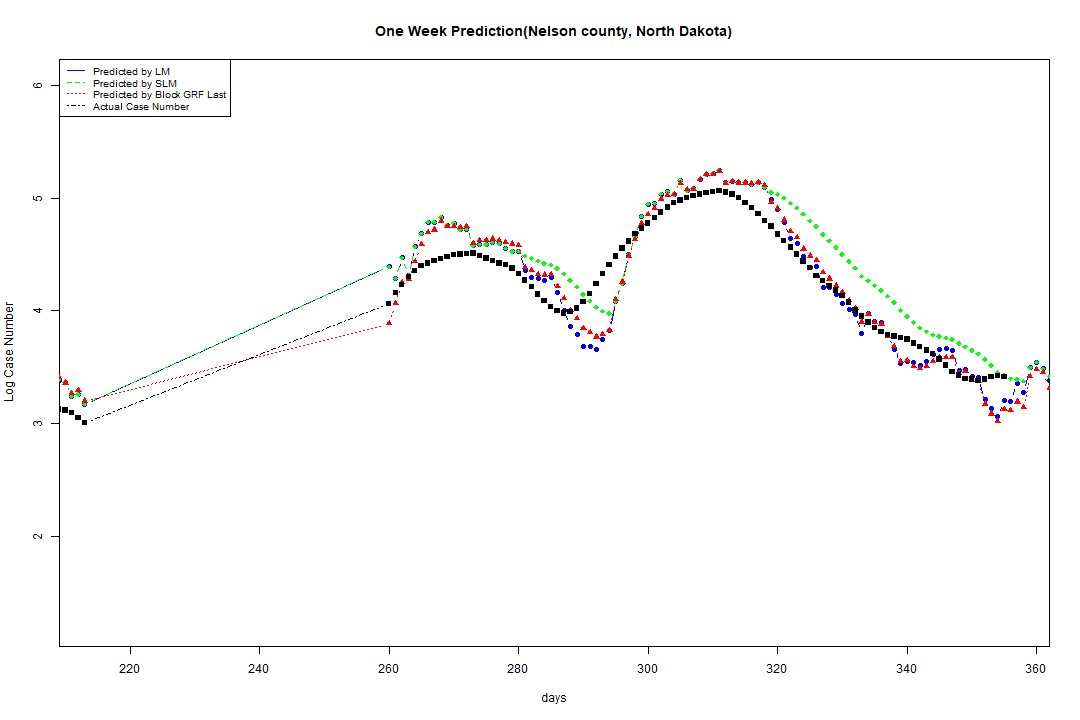 One Week Prediction(Nelson county, North Dakota)
Predicted by LM
Predicted by SLM
Predicted by Block GRF Last
Actual Case Number
Log Case Number
6
5
4
3
2
220 240 260 280 300 320 340 360
days